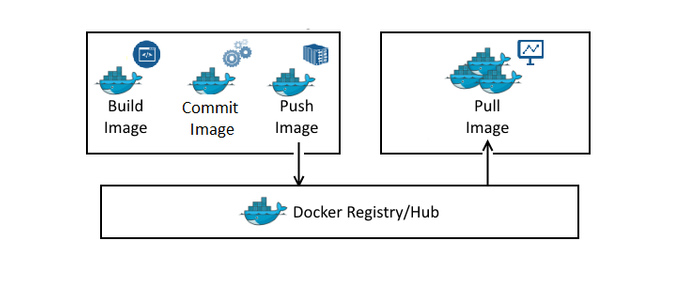 Build
Image
Commit
Image
Push
Image
Pull
Image
Docker Registry/Hub